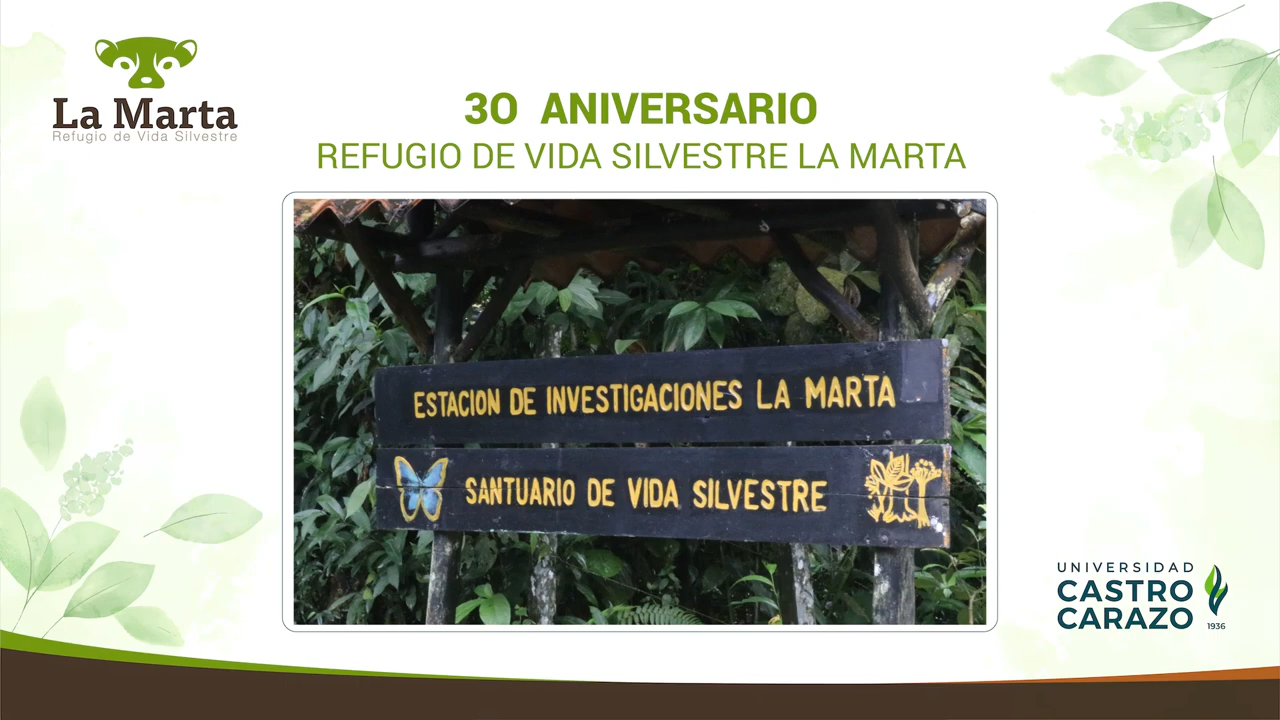 La Marta
Refugio de Vida Silvestre
30 ANIVERSARIO
REFUGIO DE VIDA SILVESTRE LA MARTA
ESTACION DE INVESTIGACIONES LA MARTA
SANTUARIO DE VIDA SILVESTRE
UNIVERSIDAD
CASTRO
CARAZO
1936